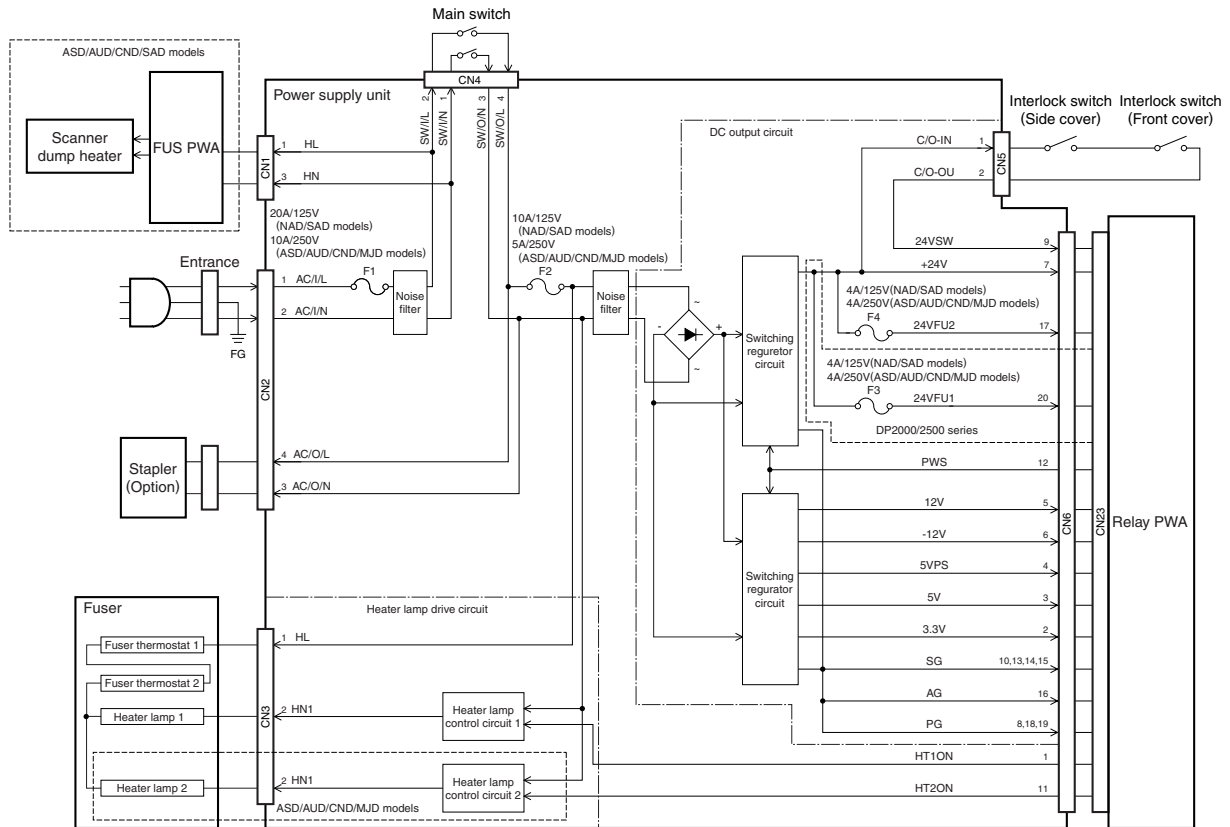 Main switch
ASD/AUD/CND/SAD models
CN4
Power supply unit
2
1
3
4
SW/I/L
SW/I/N
SW/O/N
SW/O/L
Interlock switch
(Side cover)
Interlock switch
(Front cover)
Scanner
dump heater
FUS PWA
CN1
1 HL
3 HN
DC output circuit
C/O-IN
1
C/O-OU
2
CN5
20A/125V
(NAD/SAD models)
10A/250V
(ASD/AUD/CND/MJD models)
10A/125V
(NAD/SAD models)
5A/250V
(ASD/AUD/CND/MJD models)
Entrance
FG
1 AC/I/L
2 AC/I/N
F1
Noise
filter
F2
Noise
filter
CN2
~
-
+
~
Switching
reguretor
circuit
24VSW
9
+24V
7
4A/125V(NAD/SAD models)
4A/250V(ASD/AUD/CND/MJD models)
F4
24VFU2
17
4A/125V(NAD/SAD models)
4A/250V(ASD/AUD/CND/MJD models)
F3
24VFU1
20
DP2000/2500 series
Stapler
(Option)
4 AC/O/L
3 AC/O/N
PWS
12
12V
5
-12V
6
5VPS
4
5V
3
3.3V
2
SG
10,13,14,15
AG
16
PG
8,18,19
HT1ON
1
HT2ON
11
CN6
CN23
Relay PWA
Switching
regurator
circuit
Fuser
Heater lamp drive circuit
Fuser thermostat 1
Fuser thermostat 2
Heater lamp 1
Heater lamp 2
CN3
1 HL
2 HN1
2 HN1
Heater lamp
control circuit 1
Heater lamp
control circuit 2
ASD/AUD/CND/MJD models